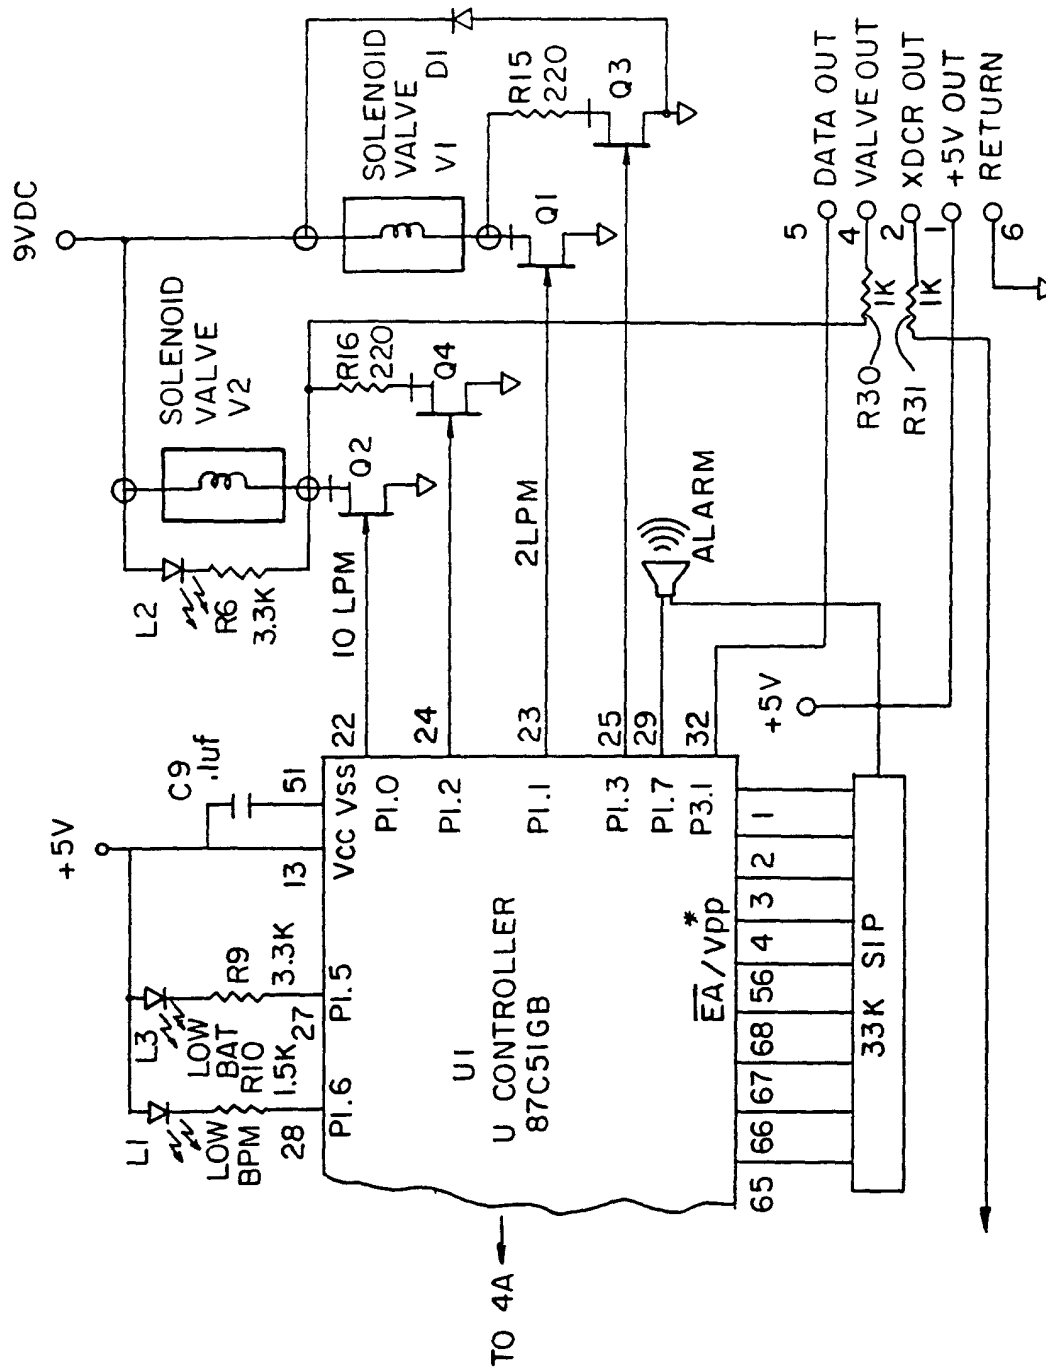 9VDC
SOLENOID
VALVE
V1
D1
R15
220
Q3
Q1
SOLENOID
VALVE
V2
L2
R6
3.3K
R16
220
Q4
Q2
10 LPM
2LPM
ALARM
DATA OUT
VALVE OUT
XDCR OUT
+5V OUT
RETURN
5
4
2
1
6
1K
1K
R30
R31
+5V
C9
.1uf
+5V
L3
LOW
BAT
R9
3.3K
L1
LOW
BPM
R10
1.5K
28
27
13
51
22
24
23
25
29
32
P1.6
P1.5
VCC
VSS
P1.0
P1.2
P1.1
P1.3
P1.7
P3.1
U1
U CONTROLLER
87C51GB
EA/Vpp*
65
66
67
68
56
4
3
2
1
33K SIP
TO 4A